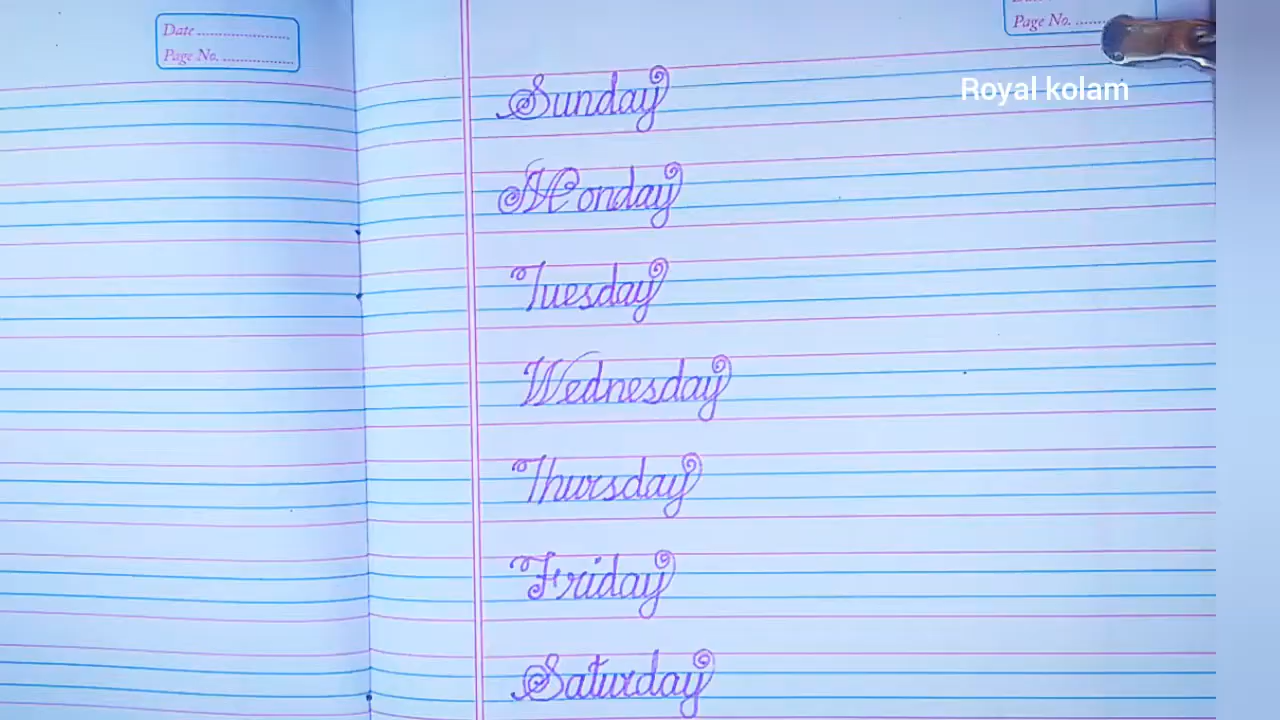 Date
Page No.
Page No.
Royal kolam
Sunday
Monday
Tuesday
Wednesday
Thursday
Friday
Saturday